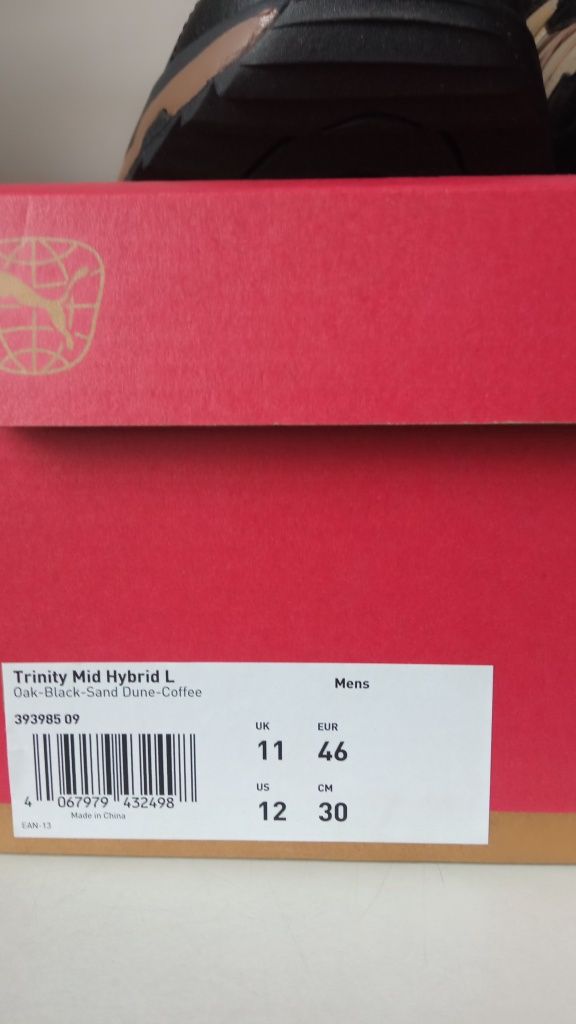 Trinity Mid Hybrid L
Oak-Black-Sand Dune-Coffee
Mens
393985 09
UK EUR
11 46
US CM
12 30
4 067979 432498
Made in China
EAN-13